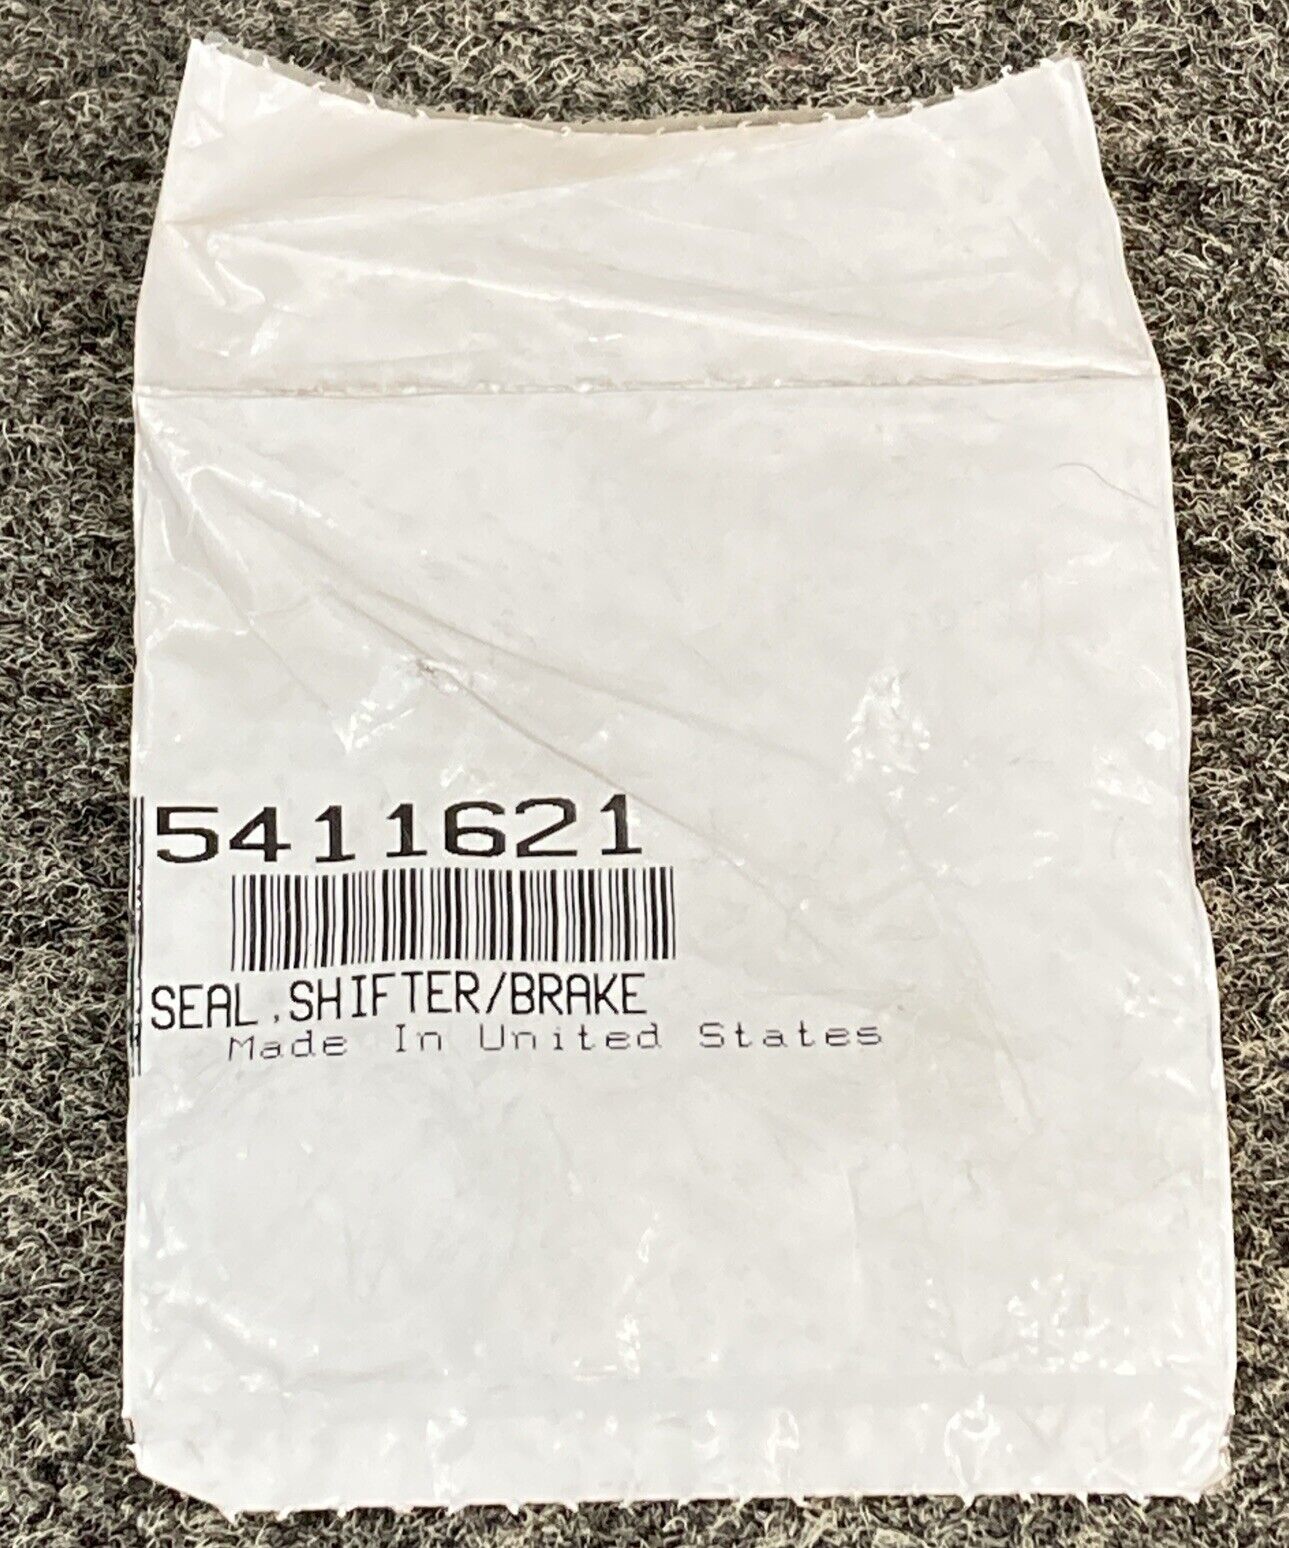 5411621
SEAL,SHIFTER/BRAKE
Made In United States